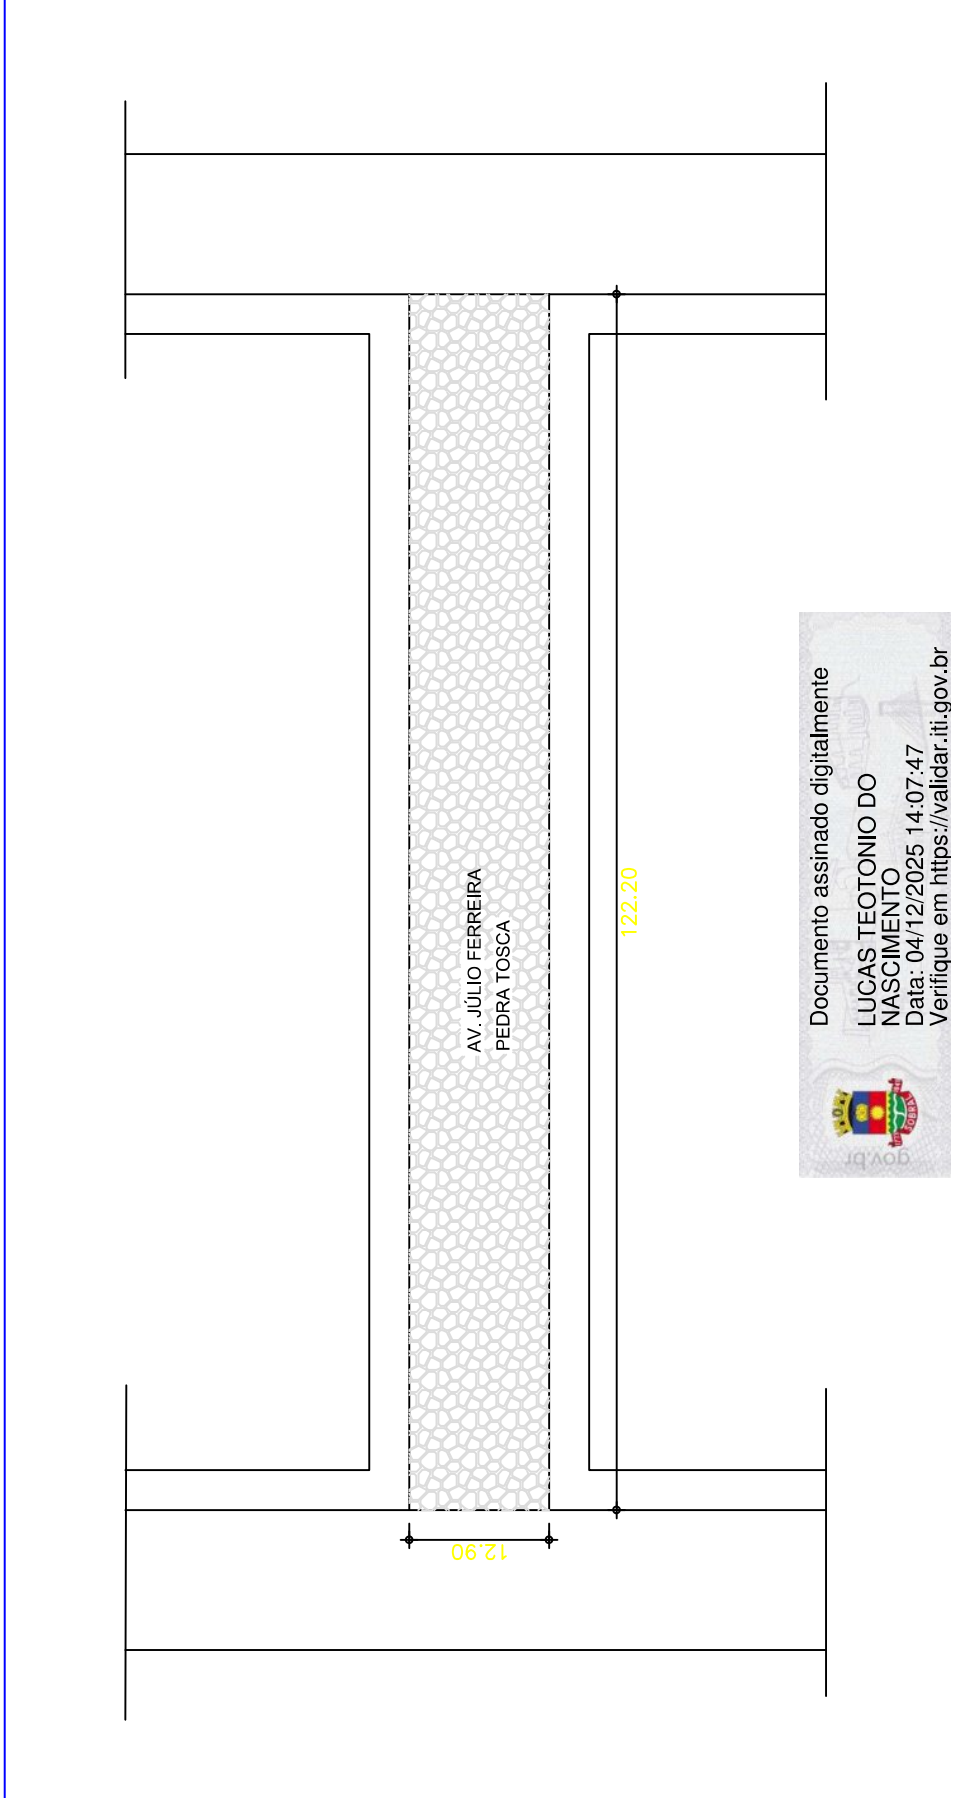 AV. JÚLIO FERREIRA
PEDRA TOSCA
122.20
12.90
Documento assinado digitalmente
LUCAS TEOTONIO DO
NASCIMENTO
Data: 04/12/2025 14:07:47
Verifique em https://validar.iti.gov.br
gov.br
SOBRAL